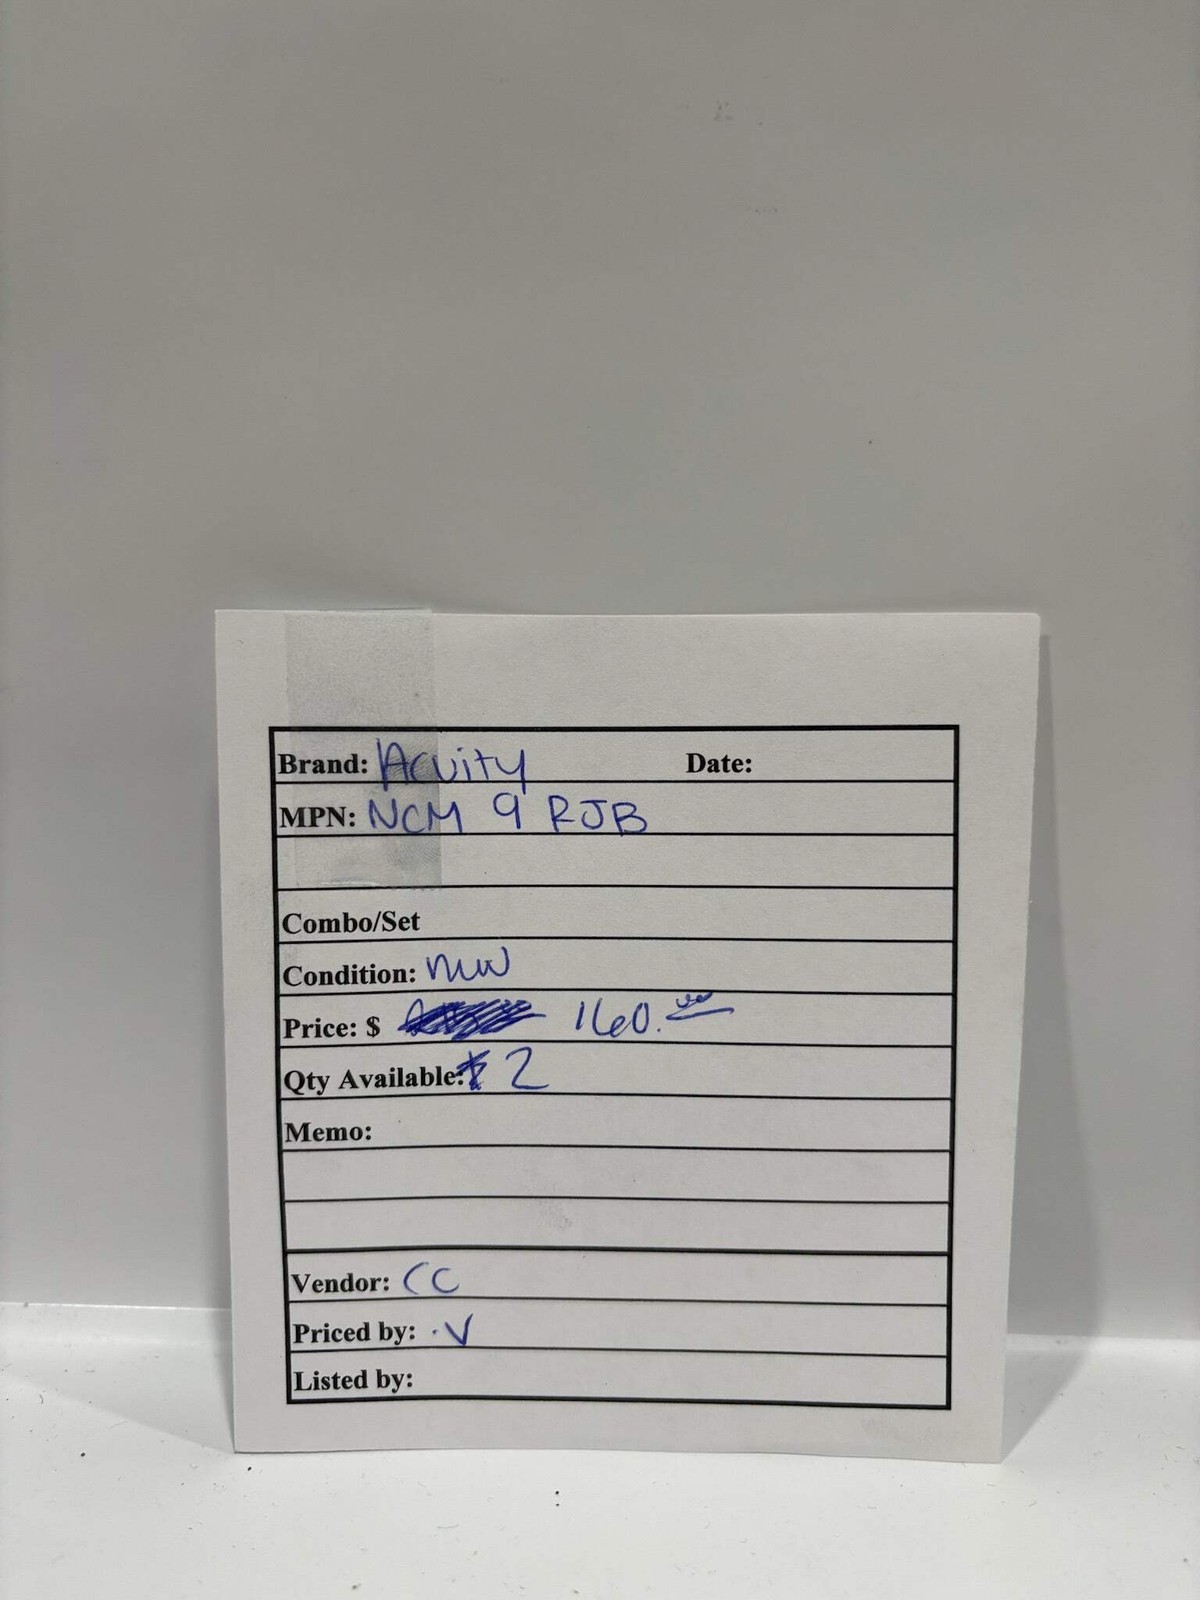 Brand: Acuity Date:
MPN: NCM 9 RJB
Combo/Set
Condition: new
Price: $ 160.00
Qty Available: 2
Memo:
Vendor: CC
Priced by: .V
Listed by: